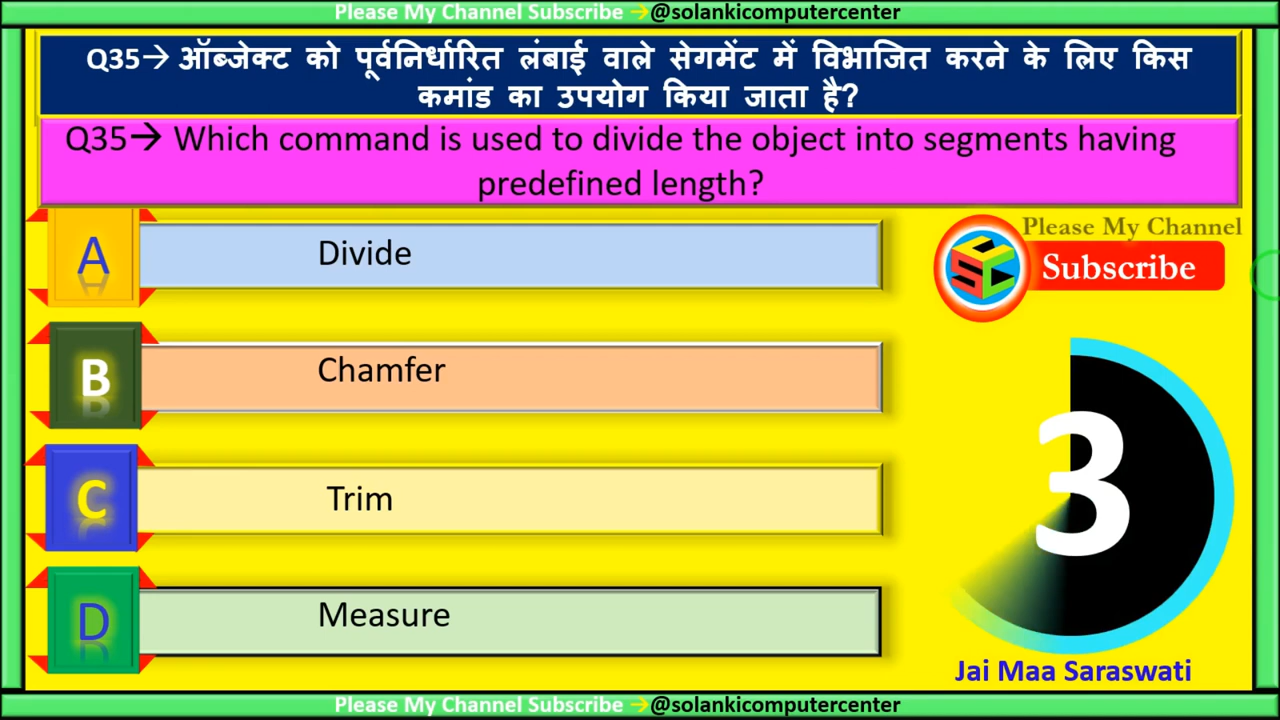 Please My Channel Subscribe →@solankicomputercenter
Q35→ ऑब्जेक्ट को पूर्वनिर्धारित लंबाई वाले सेगमेंट में विभाजित करने के लिए किस
कमांड का उपयोग किया जाता है?
Q35→ Which command is used to divide the object into segments having
predefined length?
A Divide
B Chamfer
C Trim
D Measure
Please My Channel
SCC Subscribe
3
Jai Maa Saraswati
Please My Channel Subscribe →@solankicomputercenter